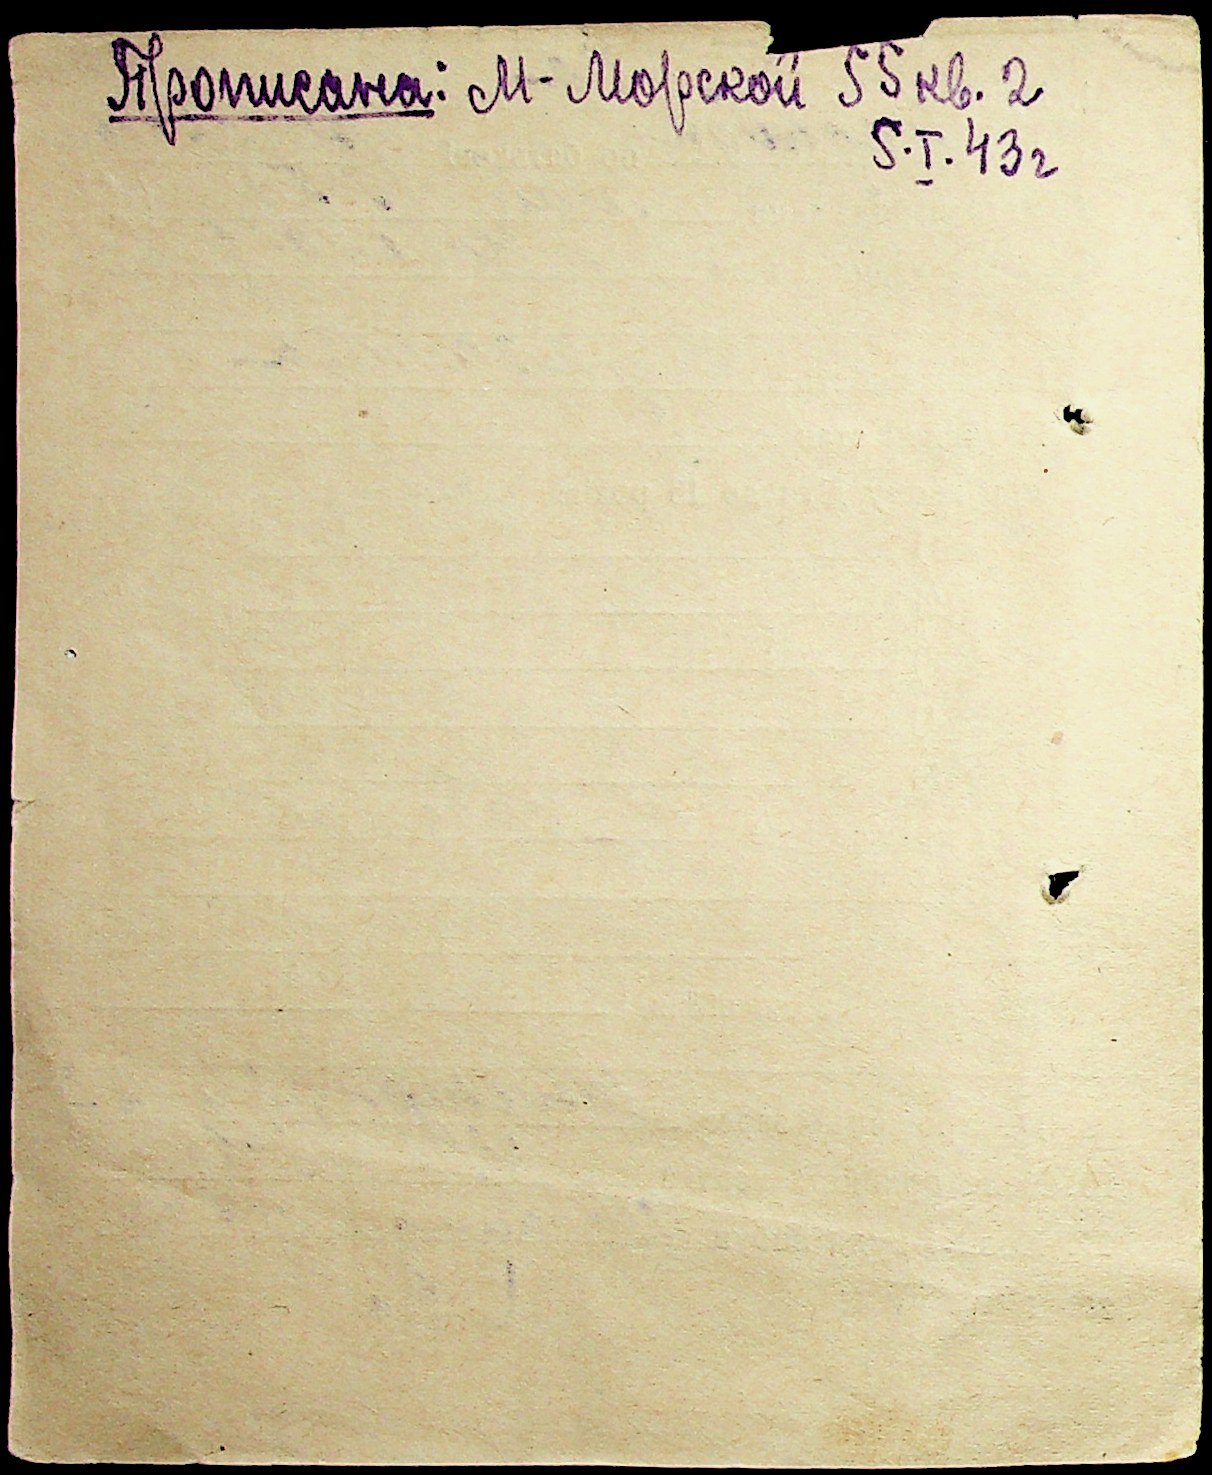 Прописана: М-Морской 55 кв. 2
5.I.43г